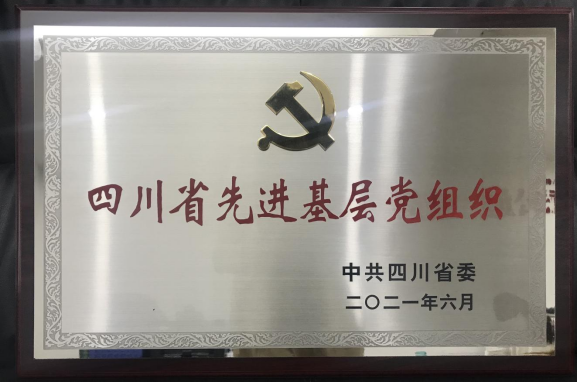 四川省先进基层党组织
中共四川省委
二〇二一年六月